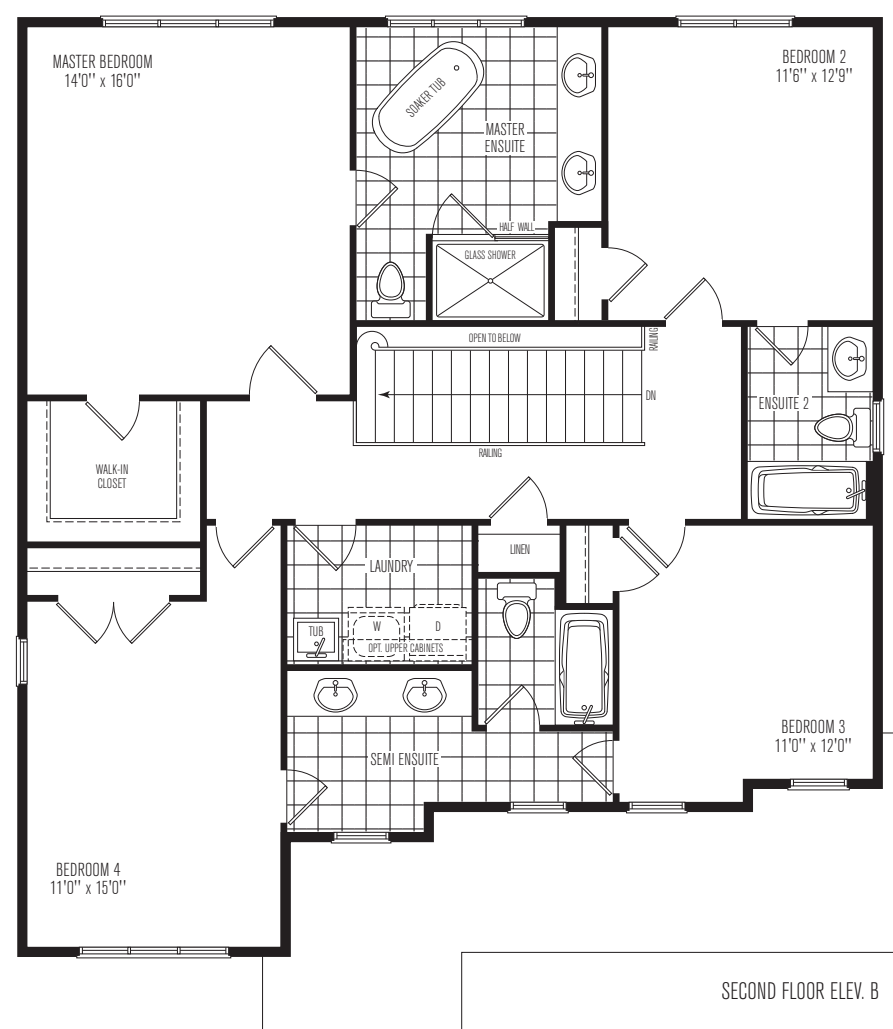 MASTER BEDROOM
14'0" x 16'0"
SOAKER TUB
MASTER
ENSUITE
BEDROOM 2
11'6" x 12'9"
HALF WALL
GLASS SHOWER
OPEN TO BELOW
RAILING
DN
RAILING
ENSUITE 2
WALK-IN
CLOSET
LINEN
LAUNDRY
TUB
W
D
OPT. UPPER CABINETS
SEMI ENSUITE
BEDROOM 3
11'0" x 12'0"
BEDROOM 4
11'0" x 15'0"
SECOND FLOOR ELEV. B